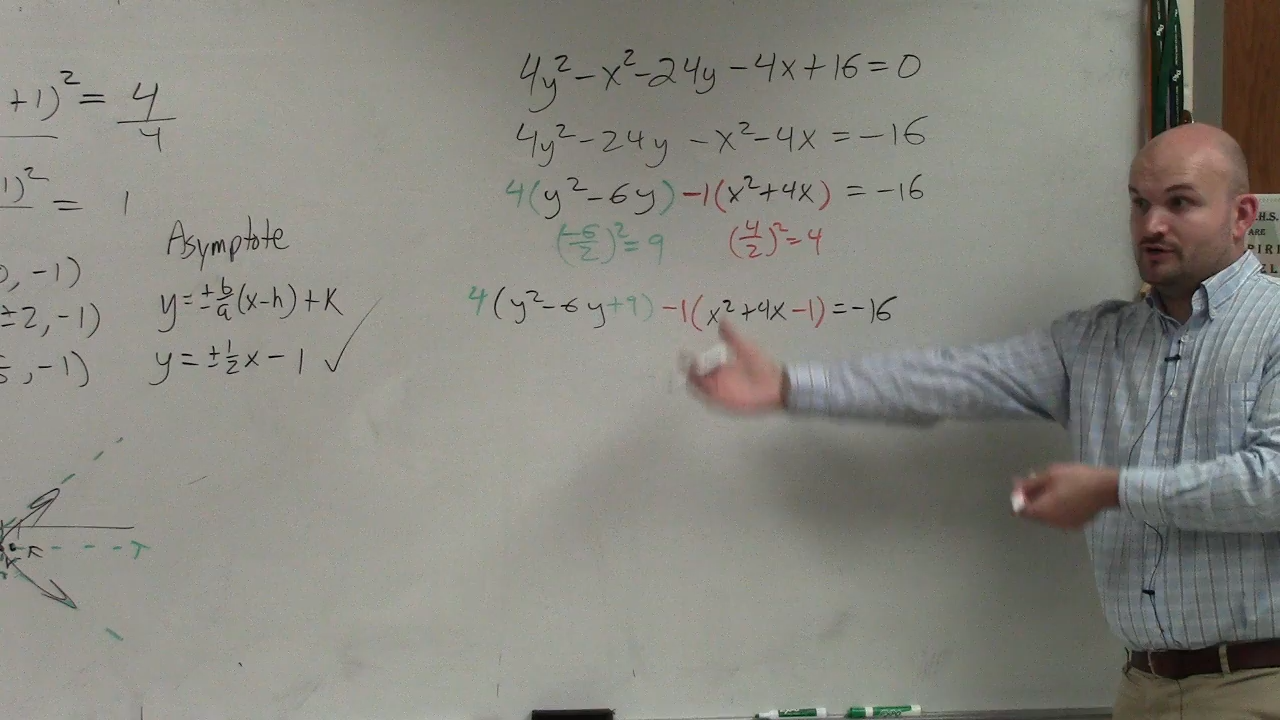 +1)² = 4/4
1)² = 1
0, -1)
±2, -1)
, -1)
Asymptote
y = ± b/a (x-h) + K
y = ± 1/2 x - 1 ✓
4y² - x² - 24y - 4x + 16 = 0
4y² - 24y - x² - 4x = -16
4(y² - 6y) -1(x² + 4x) = -16
(-6/2)² = 9 (4/2)² = 4
4(y² - 6y + 9) -1(x² + 4x - 1) = -16
H.S.
ARE